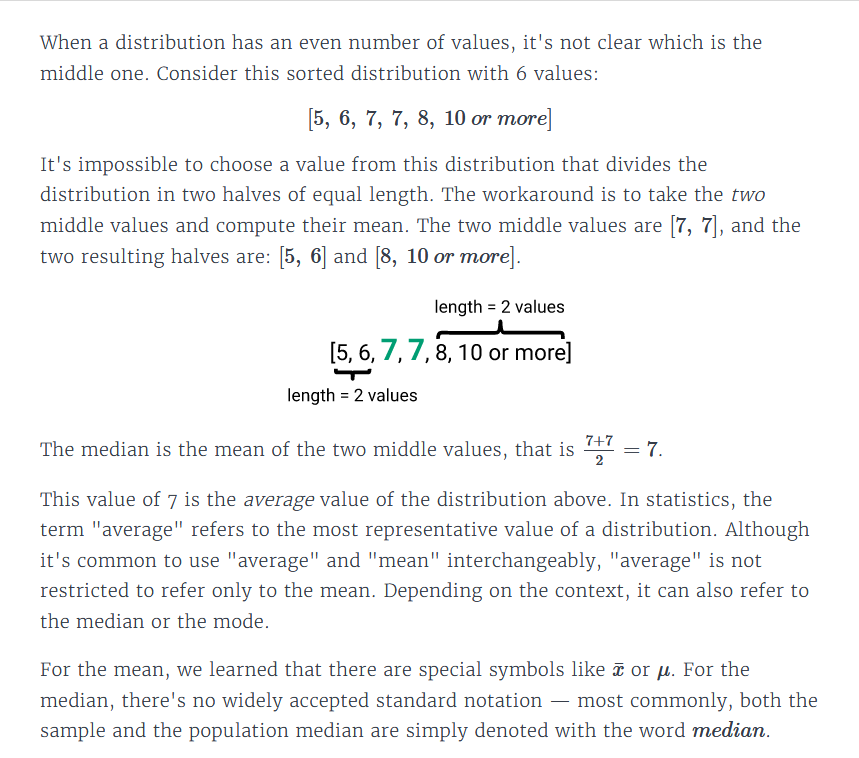 When a distribution has an even number of values, it's not clear which is the
middle one. Consider this sorted distribution with 6 values:
[5, 6, 7, 7, 8, 10 or more]
It's impossible to choose a value from this distribution that divides the
distribution in two halves of equal length. The workaround is to take the two
middle values and compute their mean. The two middle values are [7, 7], and the
two resulting halves are: [5, 6] and [8, 10 or more].
length = 2 values
[5, 6, 7, 7, 8, 10 or more]
length = 2 values
The median is the mean of the two middle values, that is \frac{7+7}{2} = 7.
This value of 7 is the average value of the distribution above. In statistics, the
term "average" refers to the most representative value of a distribution. Although
it's common to use "average" and "mean" interchangeably, "average" is not
restricted to refer only to the mean. Depending on the context, it can also refer to
the median or the mode.
For the mean, we learned that there are special symbols like x̄ or μ. For the
median, there's no widely accepted standard notation — most commonly, both the
sample and the population median are simply denoted with the word median.